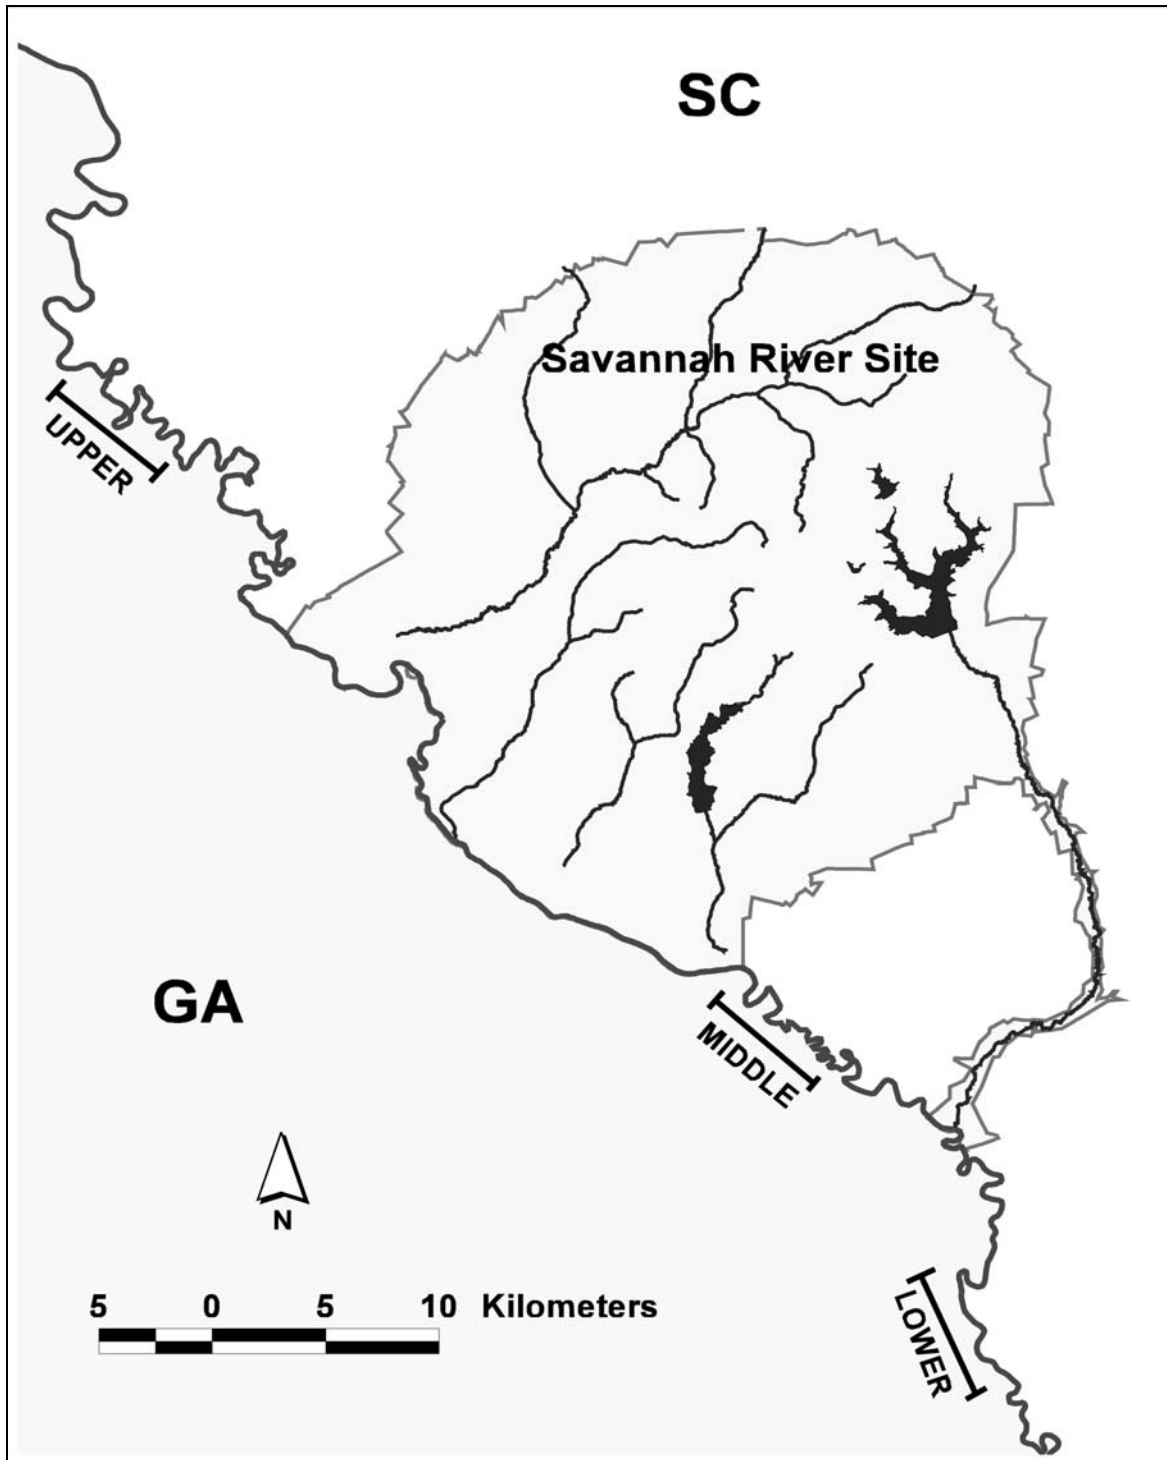 SC
Savannah River Site
UPPER
GA
MIDDLE
N
5 0 5 10 Kilometers
LOWER